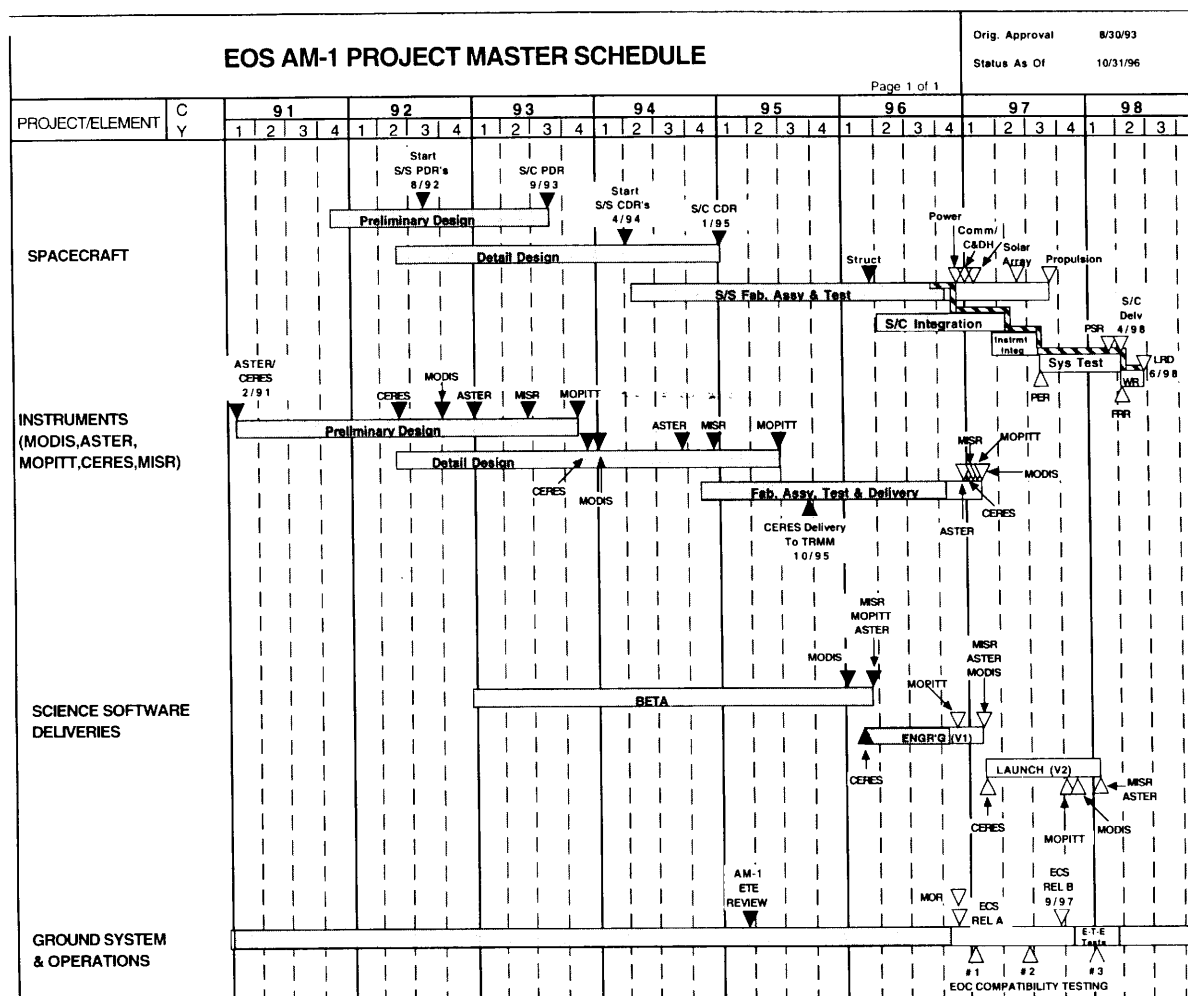 EOS AM-1 PROJECT MASTER SCHEDULE
Orig. Approval 8/30/93
Status As Of 10/31/96
Page 1 of 1
PROJECT/ELEMENT
C
Y
91 92 93 94 95 96 97 98
1 2 3 4 1 2 3 4 1 2 3 4 1 2 3 4 1 2 3 4 1 2 3 4 1 2 3 4 1 2 3
SPACECRAFT
Start
S/S PDR's
8/92
S/C PDR
9/93
Preliminary Design
Start
S/S CDR's
4/94
S/C CDR
1/95
Detail Design
Struct
Power
Comm/
C&DH
Solar
Array
Propulsion
S/S Fab. Assy & Test
S/C Integration
Instrmt
Integ
PSR
S/C
Delv
4/98
Sys Test
LRD
6/98
WR
PER
FRR
INSTRUMENTS
(MODIS,ASTER,
MOPITT,CERES,MISR)
ASTER/
CERES
2/91
CERES
MODIS
ASTER
MISR
MOPITT
Preliminary Design
ASTER
MISR
MOPITT
Detail Design
CERES
MODIS
MISR
MOPITT
MODIS
Fab. Assy, Test & Delivery
CERES
ASTER
CERES Delivery
To TRMM
10/95
SCIENCE SOFTWARE
DELIVERIES
MISR
MOPITT
ASTER
MODIS
BETA
MISR
ASTER
MODIS
MOPITT
ENGR'G (V1)
CERES
LAUNCH (V2)
MISR
ASTER
CERES
MODIS
MOPITT
GROUND SYSTEM
& OPERATIONS
AM-1
ETE
REVIEW
MOR
ECS
REL A
ECS
REL B
9/97
E-T-E
Tests
#1 #2 #3
EOC COMPATIBILITY TESTING